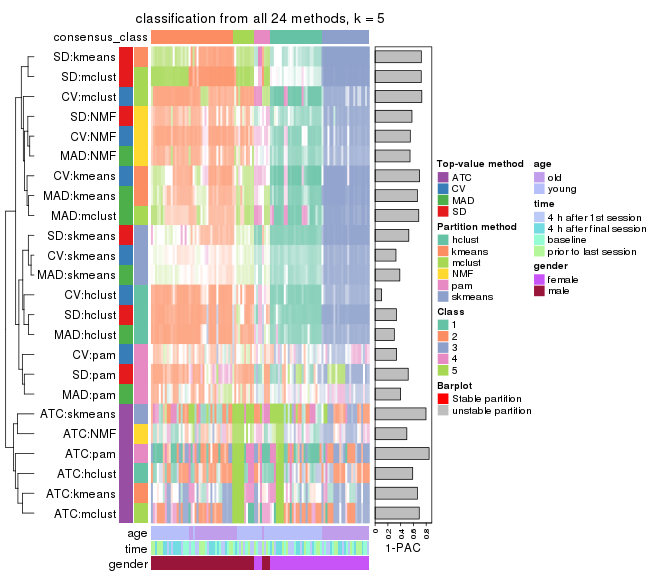 classification from all 24 methods, k = 5
consensus_class
SD:kmeans
SD:mclust
CV:mclust
SD:NMF
CV:NMF
MAD:NMF
CV:kmeans
MAD:kmeans
MAD:mclust
SD:skmeans
CV:skmeans
MAD:skmeans
CV:hclust
SD:hclust
MAD:hclust
CV:pam
SD:pam
MAD:pam
ATC:skmeans
ATC:NMF
ATC:pam
ATC:hclust
ATC:kmeans
ATC:mclust
age
time
gender
0 0.2 0.4 0.6 0.8
1-PAC
Top-value method
ATC
CV
MAD
SD
Partition method
hclust
kmeans
mclust
NMF
pam
skmeans
Class
1
2
3
4
5
Barplot
Stable partition
unstable partition
age
old
young
time
4 h after 1st session
4 h after final session
baseline
prior to last session
gender
female
male